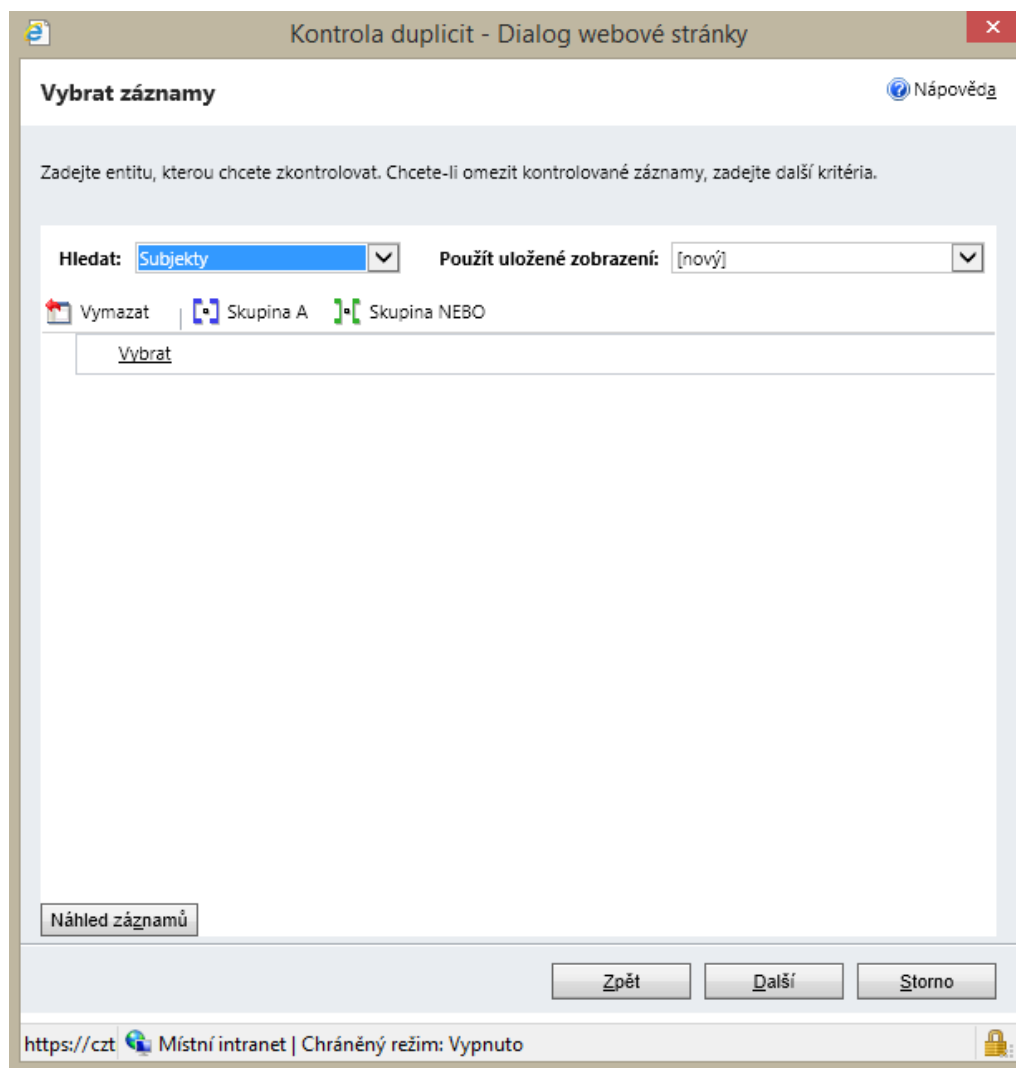 Kontrola duplicit - Dialog webové stránky
Vybrat záznamy
Nápověda
Zadejte entitu, kterou chcete zkontrolovat. Chcete-li omezit kontrolované záznamy, zadejte další kritéria.
Hledat: Subjekty Použít uložené zobrazení: [nový]
Vymazat Skupina A Skupina NEBO
Vybrat
Náhled záznamů
Zpět Další Storno
https://czt Místní intranet | Chráněný režim: Vypnuto